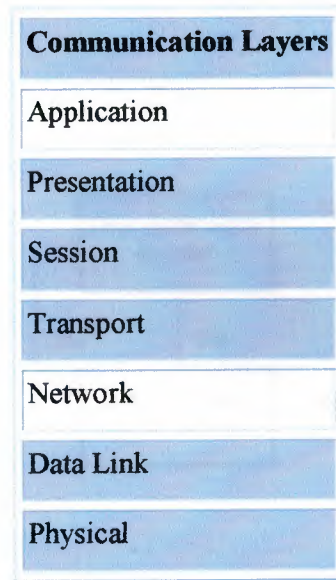 Communication Layers
Application
Presentation
Session
Transport
Network
Data Link
Physical